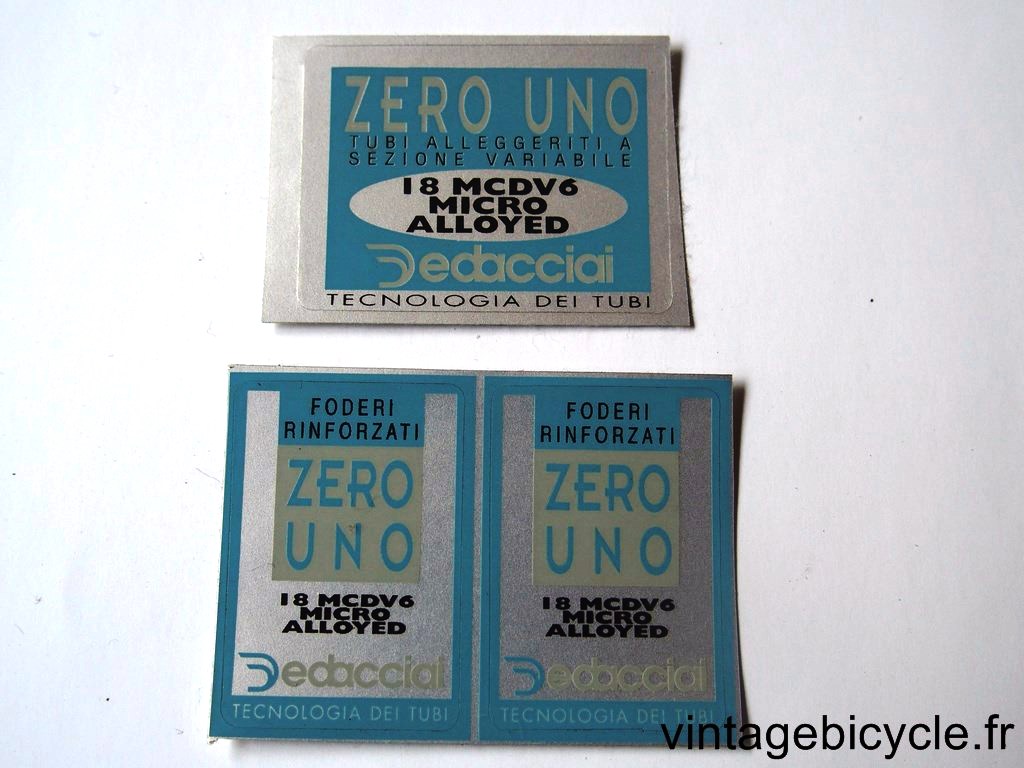 ZERO UNO
TUBI ALLEGGERITI A
SEZIONE VARIABILE
18 MCDV6
MICRO
ALLOYED
Dedacciai
TECNOLOGIA DEI TUBI
FODERI
RINFORZATI
ZERO
UNO
18 MCDV6
MICRO
ALLOYED
Dedacciai
TECNOLOGIA DEI TUBI
FODERI
RINFORZATI
ZERO
UNO
18 MCDV6
MICRO
ALLOYED
Dedacciai
TECNOLOGIA DEI TUBI
vintagebicycle.fr